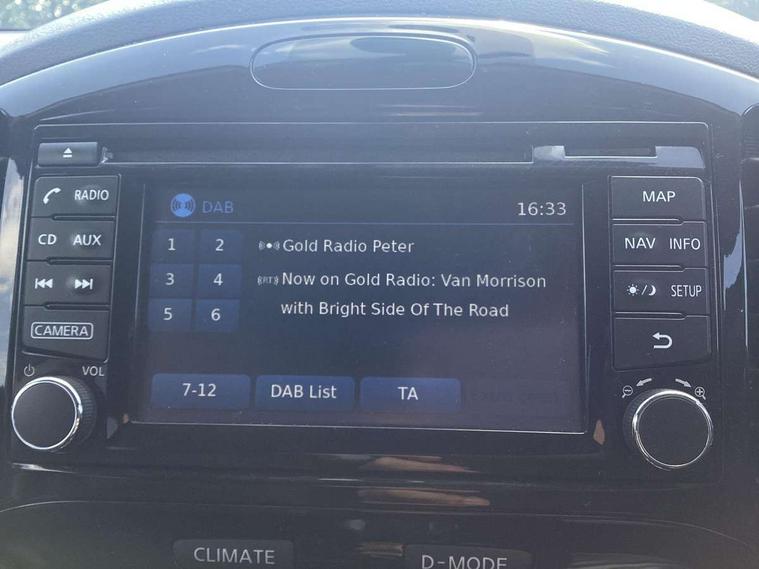 RADIO
CD AUX
CAMERA
VOL
DAB 16:33
1 2
3 4
5 6
Gold Radio Peter
RT Now on Gold Radio: Van Morrison
with Bright Side Of The Road
7-12 DAB List TA
MAP
NAV INFO
SETUP
CLIMATE D-MODE